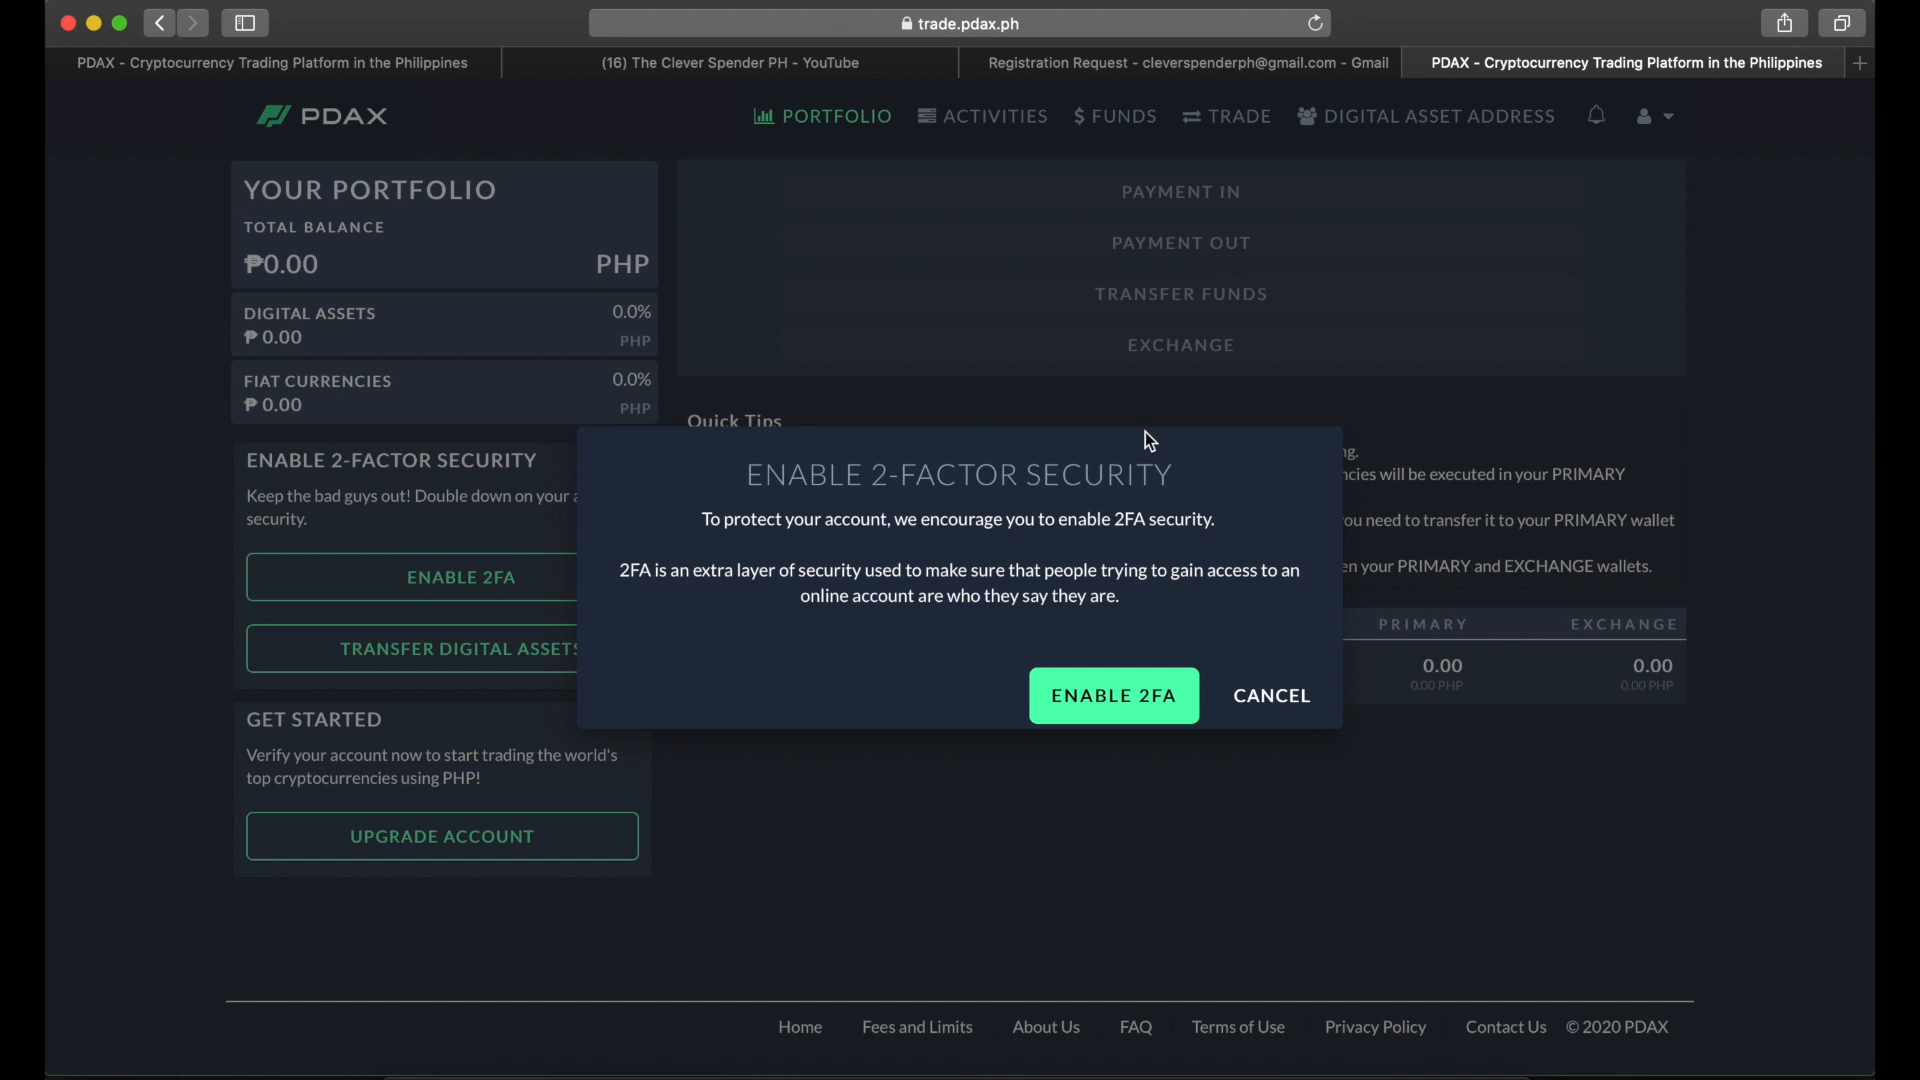 trade.pdax.ph
PDAX - Cryptocurrency Trading Platform in the Philippines
(16) The Clever Spender PH - YouTube
Registration Request - cleverspenderph@gmail.com - Gmail
PDAX - Cryptocurrency Trading Platform in the Philippines
PDAX
PORTFOLIO
ACTIVITIES
$ FUNDS
TRADE
DIGITAL ASSET ADDRESS
YOUR PORTFOLIO
TOTAL BALANCE
₱0.00 PHP
DIGITAL ASSETS 0.0%
₱ 0.00 PHP
FIAT CURRENCIES 0.0%
₱ 0.00 PHP
ENABLE 2-FACTOR SECURITY
Keep the bad guys out! Double down on your
security.
ENABLE 2FA
TRANSFER DIGITAL ASSETS
GET STARTED
Verify your account now to start trading the world's
top cryptocurrencies using PHP!
UPGRADE ACCOUNT
PAYMENT IN
PAYMENT OUT
TRANSFER FUNDS
EXCHANGE
Quick Tips
ng.
ncies will be executed in your PRIMARY
ou need to transfer it to your PRIMARY wallet
en your PRIMARY and EXCHANGE wallets.
PRIMARY EXCHANGE
0.00 0.00
0.00 PHP 0.00 PHP
ENABLE 2-FACTOR SECURITY
To protect your account, we encourage you to enable 2FA security.
2FA is an extra layer of security used to make sure that people trying to gain access to an
online account are who they say they are.
ENABLE 2FA
CANCEL
Home
Fees and Limits
About Us
FAQ
Terms of Use
Privacy Policy
Contact Us
© 2020 PDAX